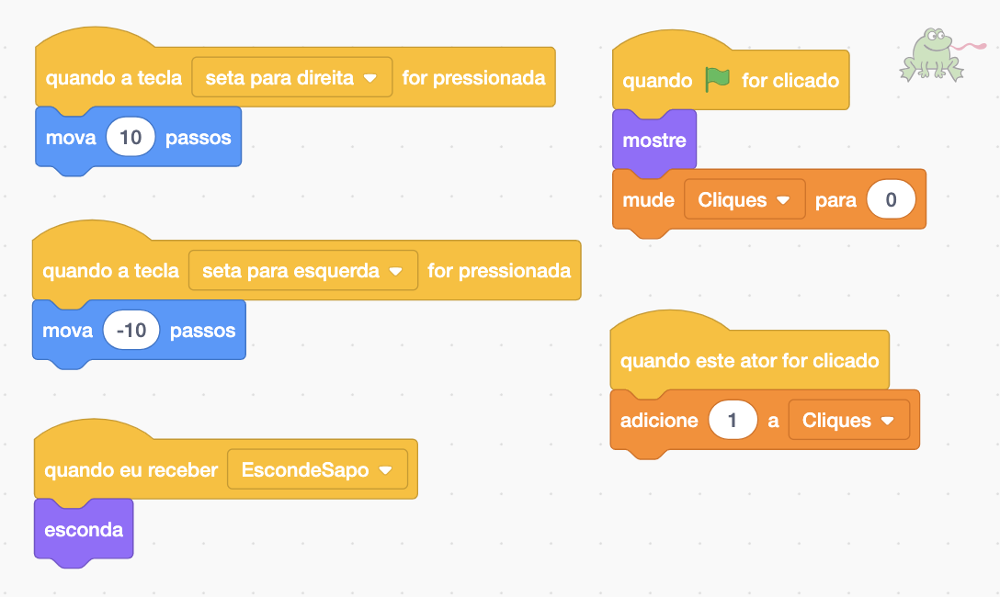 quando a tecla seta para direita for pressionada
mova 10 passos
quando a tecla seta para esquerda for pressionada
mova -10 passos
quando eu receber EscondeSapo
esconda
quando for clicado
mostre
mude Cliques para 0
quando este ator for clicado
adicione 1 a Cliques